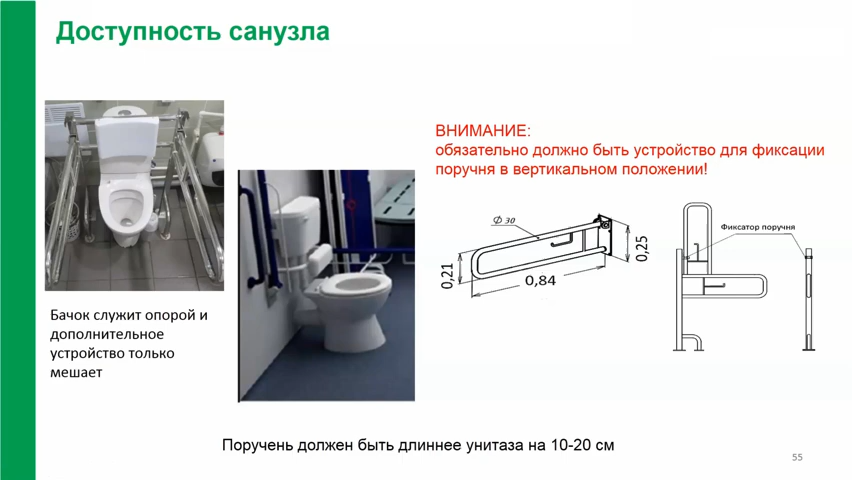 Доступность санузла
ВНИМАНИЕ:
обязательно должно быть устройство для фиксации
поручня в вертикальном положении!
Ф 30
0,25
0,21
0,84
Фиксатор поручня
Бачок служит опорой и
дополнительное
устройство только
мешает
Поручень должен быть длиннее унитаза на 10-20 см
55